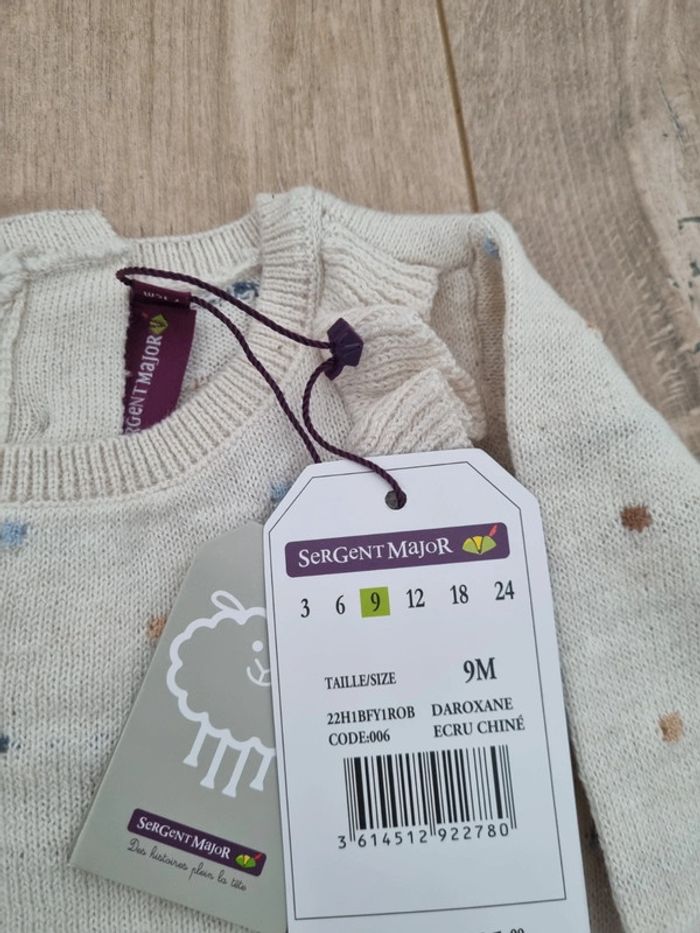 SERGENT MAJOR
SERGENT MAJOR
3 6 9 12 18 24
TAILLE/SIZE 9M
22H1BFY1ROB DAROXANE
CODE:006 ECRU CHINÉ
3 614512 922780
SERGENT MAJOR
Des histoires plein la tête